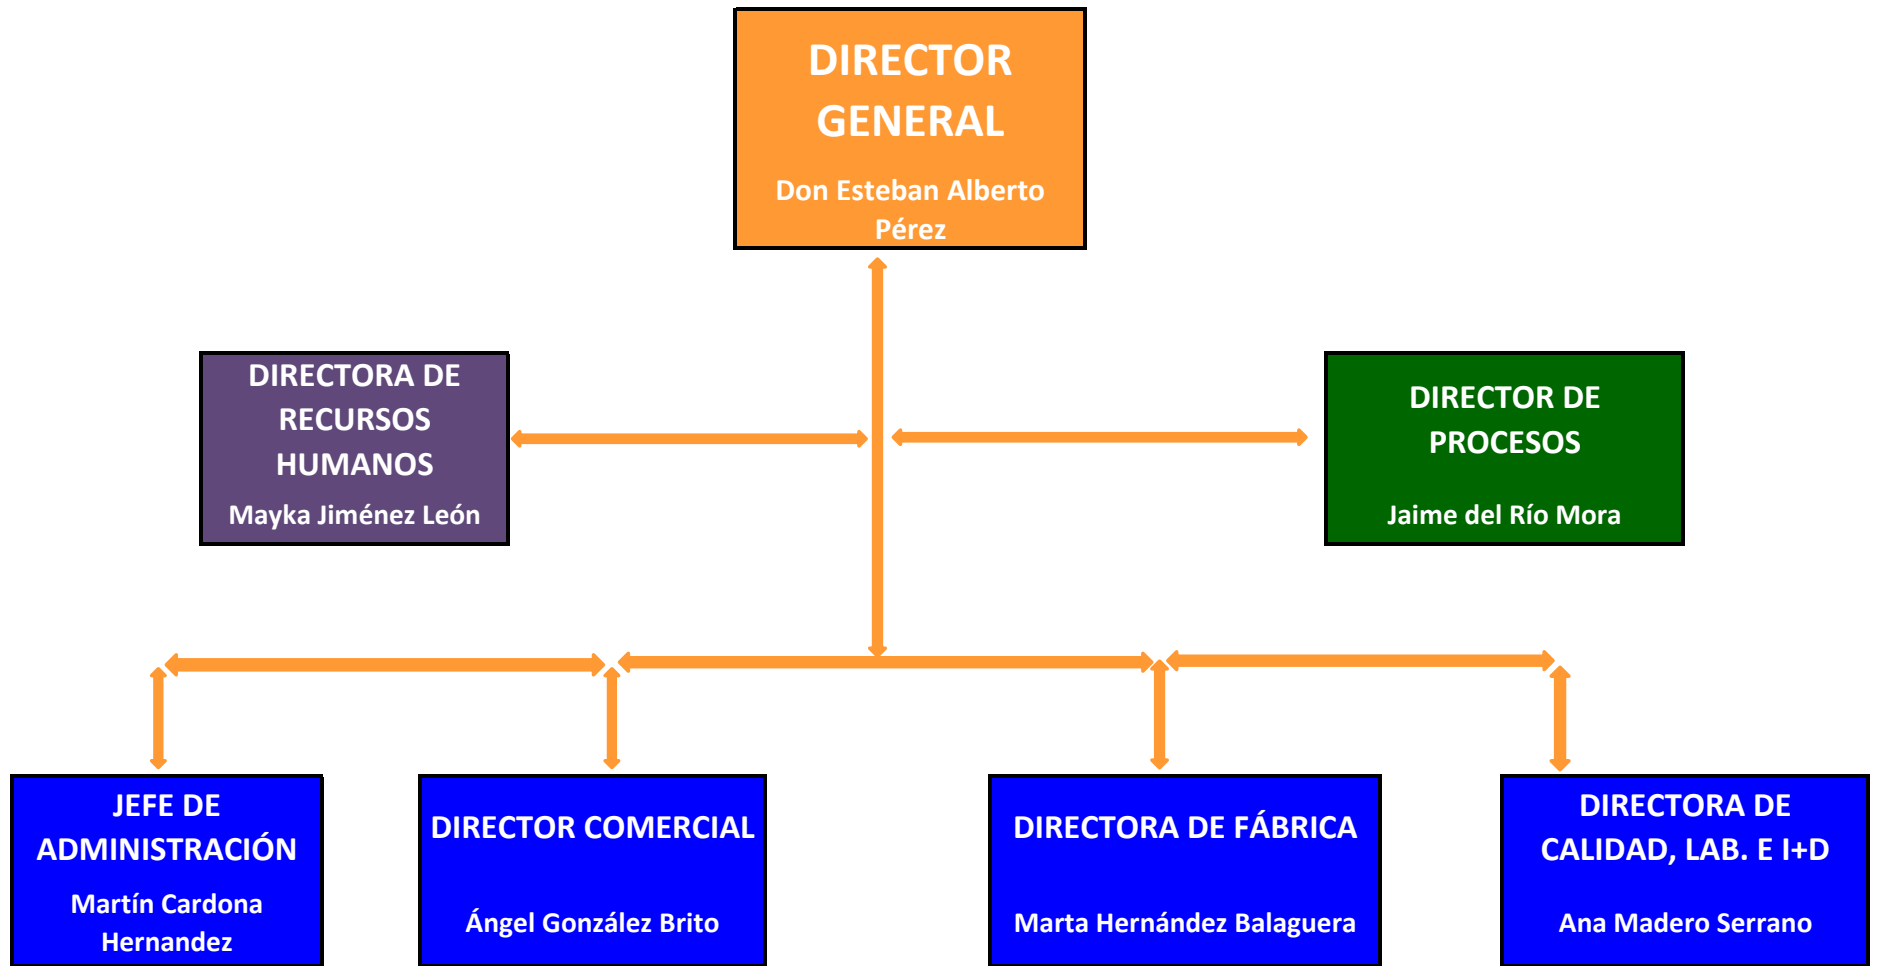 DIRECTOR
GENERAL
Don Esteban Alberto
Pérez
DIRECTORA DE
RECURSOS
HUMANOS
Mayka Jiménez León
DIRECTOR DE
PROCESOS
Jaime del Río Mora
JEFE DE
ADMINISTRACIÓN
Martín Cardona
Hernandez
DIRECTOR COMERCIAL
Ángel González Brito
DIRECTORA DE FÁBRICA
Marta Hernández Balaguera
DIRECTORA DE
CALIDAD, LAB. E I+D
Ana Madero Serrano